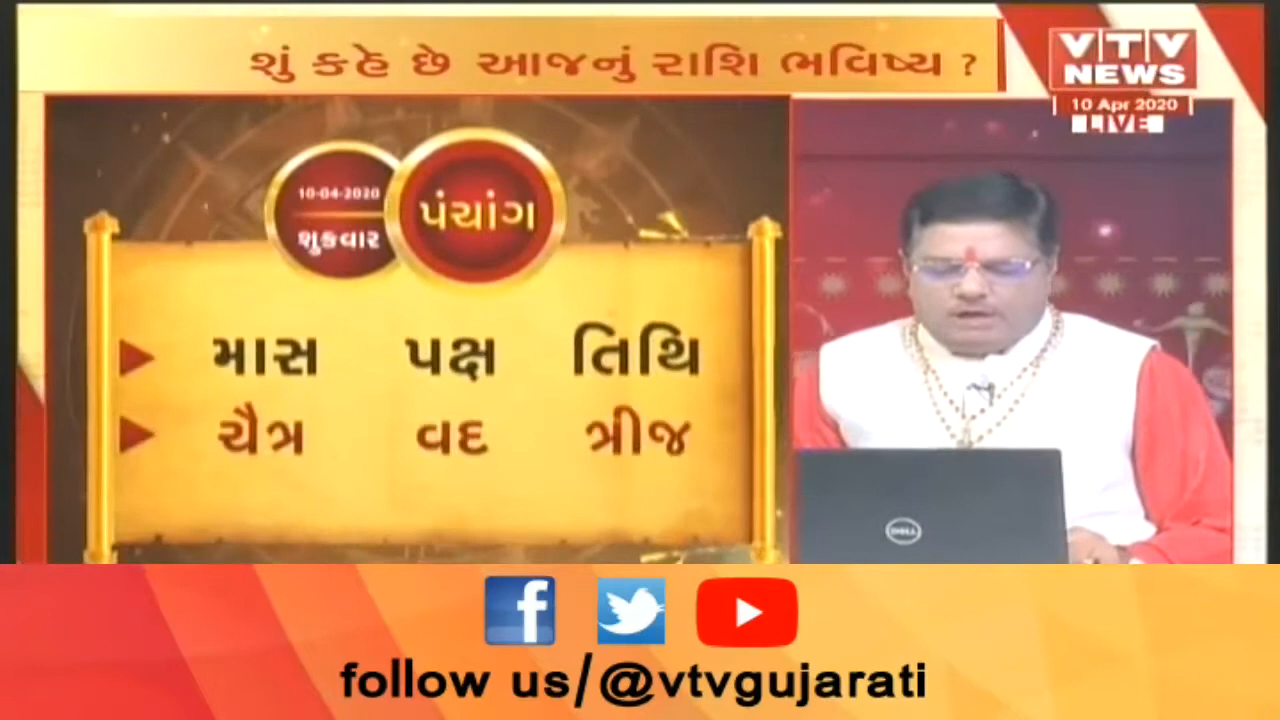 શું કહે છે આજનું રાશિ ભવિષ્ય ?
VTV
NEWS
10 Apr 2020
LIVE
10-04-2020
શુક્રવાર
પંચાંગ
માસ પક્ષ તિથિ
ચૈત્ર વદ ત્રીજ
DELL
follow us/@vtvgujarati